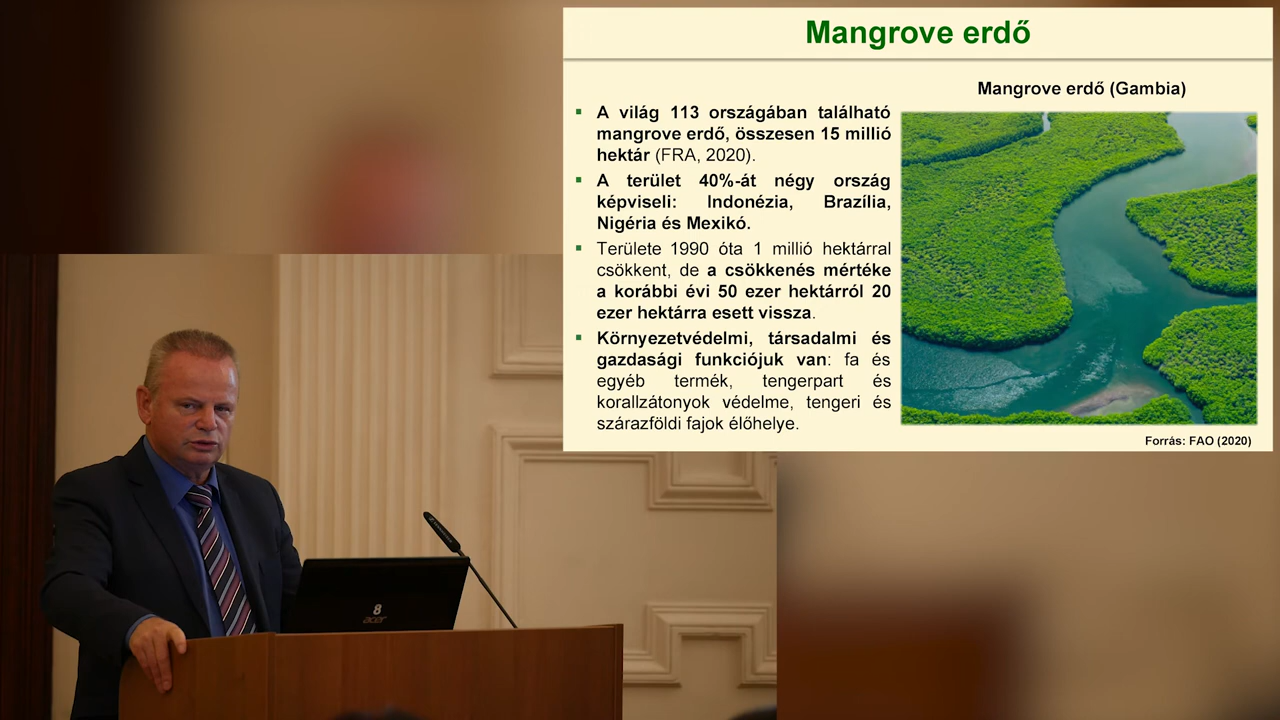 Mangrove erdő
Mangrove erdő (Gambia)
▪ A világ 113 országában található
mangrove erdő, összesen 15 millió
hektár (FRA, 2020).
▪ A terület 40%-át négy ország
képviseli: Indonézia, Brazília,
Nigéria és Mexikó.
▪ Területe 1990 óta 1 millió hektárral
csökkent, de a csökkenés mértéke
a korábbi évi 50 ezer hektárról 20
ezer hektárra esett vissza.
▪ Környezetvédelmi, társadalmi és
gazdasági funkciójuk van: fa és
egyéb termék, tengerpart és
korallzátonyok védelme, tengeri és
szárazföldi fajok élőhelye.
Forrás: FAO (2020)
8
acer